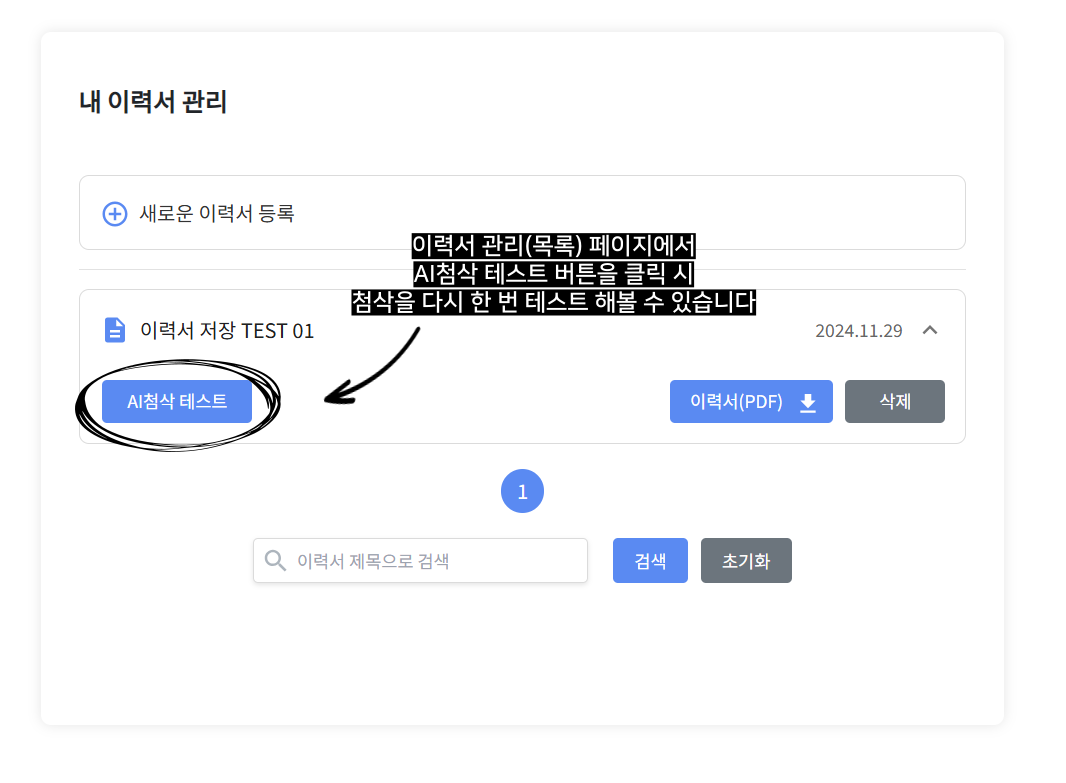 내 이력서 관리
새로운 이력서 등록
이력서 관리(목록) 페이지에서
AI첨삭 테스트 버튼을 클릭 시
첨삭을 다시 한 번 테스트 해볼 수 있습니다
이력서 저장 TEST 01
2024.11.29
AI첨삭 테스트
이력서(PDF)
삭제
1
이력서 제목으로 검색
검색
초기화